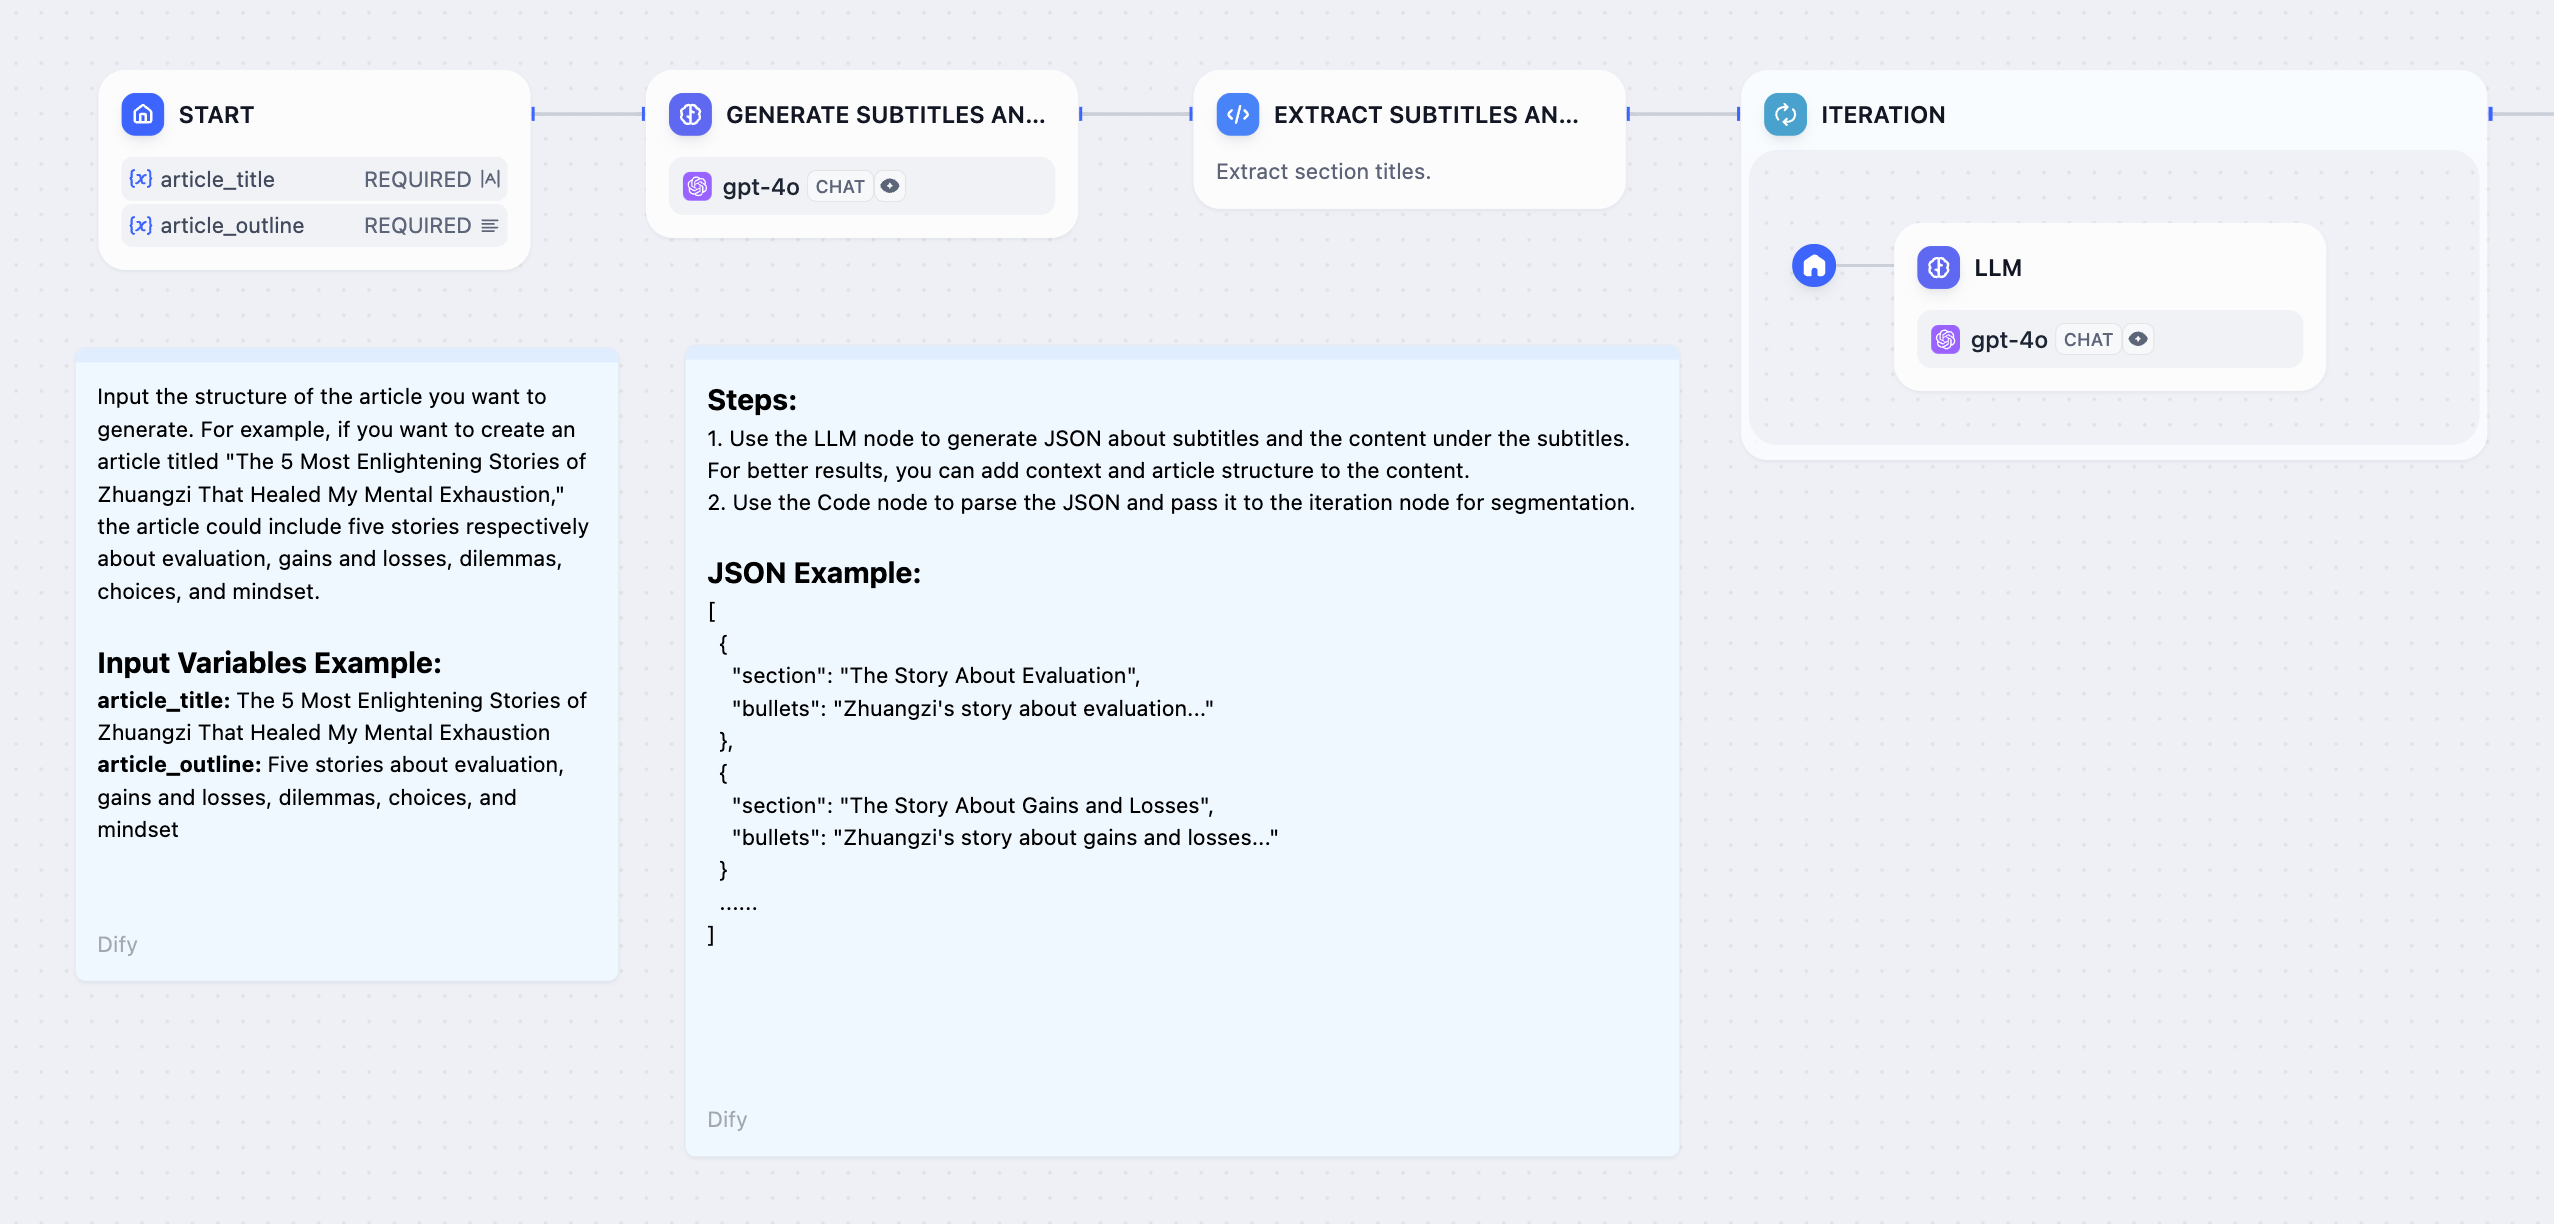 START
{x} article_title REQUIRED
{x} article_outline REQUIRED
GENERATE SUBTITLES AN...
gpt-4o CHAT
EXTRACT SUBTITLES AN...
Extract section titles.
ITERATION
LLM
gpt-4o CHAT
Input the structure of the article you want to
generate. For example, if you want to create an
article titled "The 5 Most Enlightening Stories of
Zhuangzi That Healed My Mental Exhaustion,"
the article could include five stories respectively
about evaluation, gains and losses, dilemmas,
choices, and mindset.
Input Variables Example:
article_title: The 5 Most Enlightening Stories of
Zhuangzi That Healed My Mental Exhaustion
article_outline: Five stories about evaluation,
gains and losses, dilemmas, choices, and
mindset
Dify
Steps:
1. Use the LLM node to generate JSON about subtitles and the content under the subtitles.
For better results, you can add context and article structure to the content.
2. Use the Code node to parse the JSON and pass it to the iteration node for segmentation.
JSON Example:
[
{
"section": "The Story About Evaluation",
"bullets": "Zhuangzi's story about evaluation..."
},
{
"section": "The Story About Gains and Losses",
"bullets": "Zhuangzi's story about gains and losses..."
}
......
]
Dify